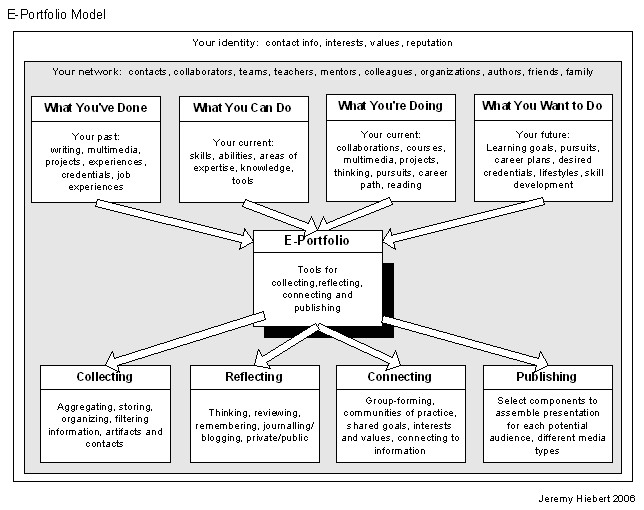 E-Portfolio Model
Your identity: contact info, interests, values, reputation
Your network: contacts, collaborators, teams, teachers, mentors, colleagues, organizations, authors, friends, family
What You've Done
Your past:
writing, multimedia,
projects, experiences,
credentials, job
experiences
What You Can Do
Your current:
skills, abilities, areas of
expertise, knowledge,
tools
What You're Doing
Your current:
collaborations, courses,
multimedia, projects,
thinking, pursuits, career
path, reading
What You Want to Do
Your future:
Learning goals, pursuits,
career plans, desired
credentials, lifestyles, skill
development
E-Portfolio
Tools for
collecting,reflecting,
connecting and
publishing
Collecting
Aggregating, storing,
organizing, filtering
information, artifacts and
contacts
Reflecting
Thinking, reviewing,
remembering, journalling/
blogging, private/public
Connecting
Group-forming,
communities of practice,
shared goals, interests
and values, connecting to
information
Publishing
Select components to
assemble presentation
for each potential
audience, different media
types
Jeremy Hiebert 2006